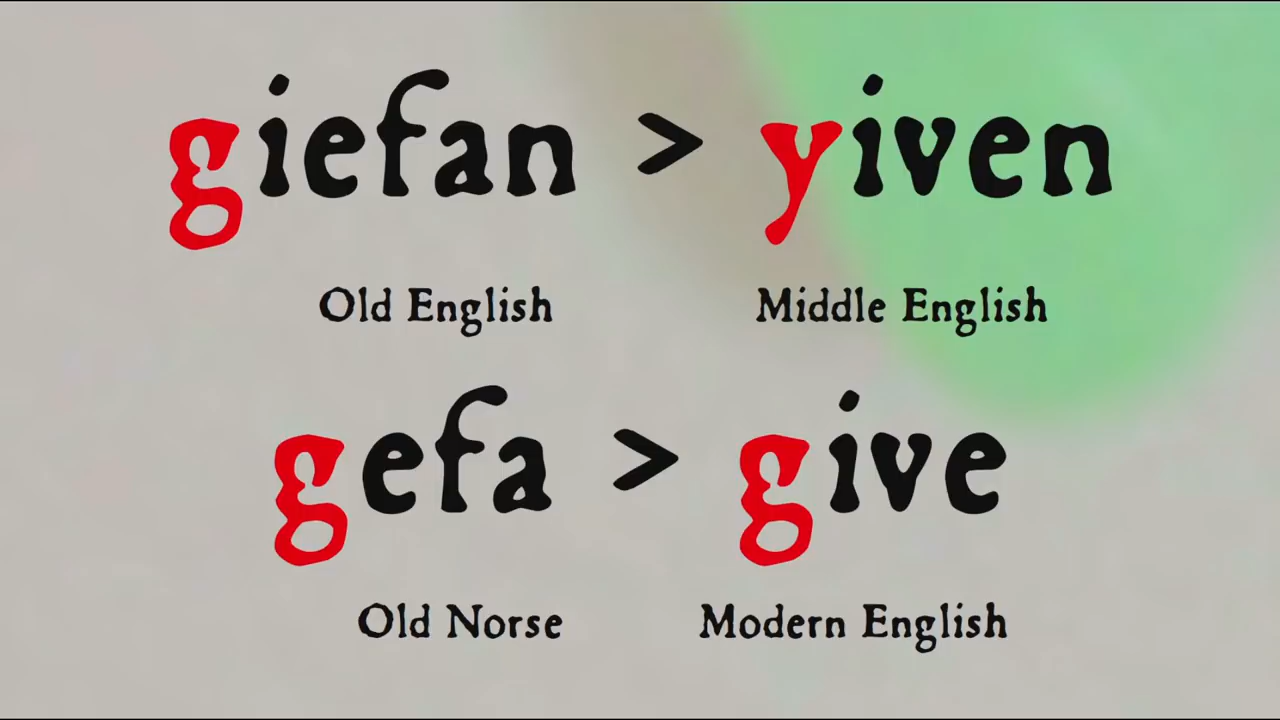 giefan > yiven
Old English Middle English
gefa > give
Old Norse Modern English